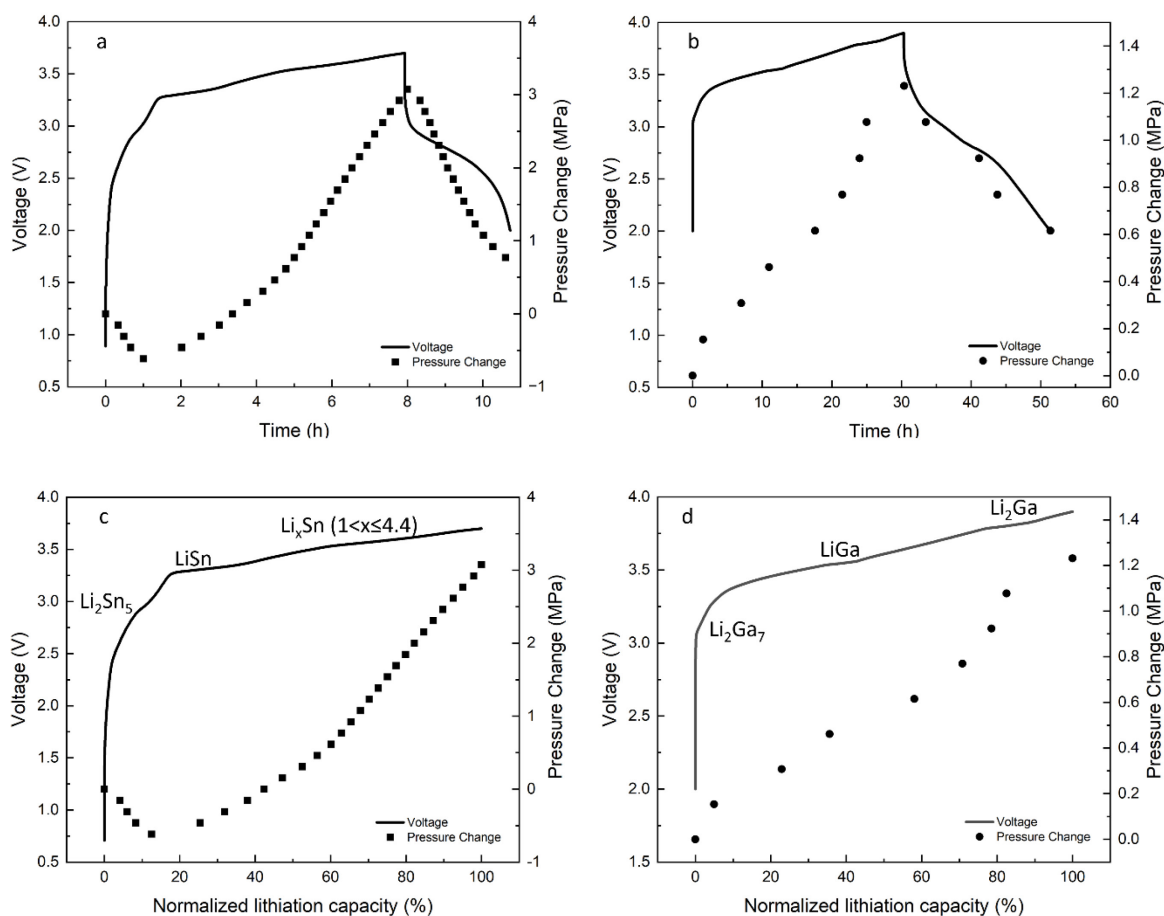 a
4.0
3.5
3.0
2.5
2.0
1.5
1.0
0.5
Voltage (V)
4
3
2
1
0
−1
Pressure Change (MPa)
Voltage
Pressure Change
0 2 4 6 8 10
Time (h)
b
4.0
3.5
3.0
2.5
2.0
1.5
1.0
0.5
Voltage (V)
1.4
1.2
1.0
0.8
0.6
0.4
0.2
0.0
Pressure Change (MPa)
Voltage
Pressure Change
0 10 20 30 40 50 60
Time (h)
c
4.0
3.5
3.0
2.5
2.0
1.5
1.0
0.5
Voltage (V)
Li₂Sn₅
LiSn
LiₓSn (1<x≤4.4)
4
3
2
1
0
−1
Pressure Change (MPa)
Voltage
Pressure Change
0 20 40 60 80 100
Normalized lithiation capacity (%)
d
4.0
3.5
3.0
2.5
2.0
1.5
Voltage (V)
Li₂Ga₇
LiGa
Li₂Ga
1.4
1.2
1.0
0.8
0.6
0.4
0.2
0.0
Pressure Change (MPa)
Voltage
Pressure Change
0 20 40 60 80 100
Normalized lithiation capacity (%)